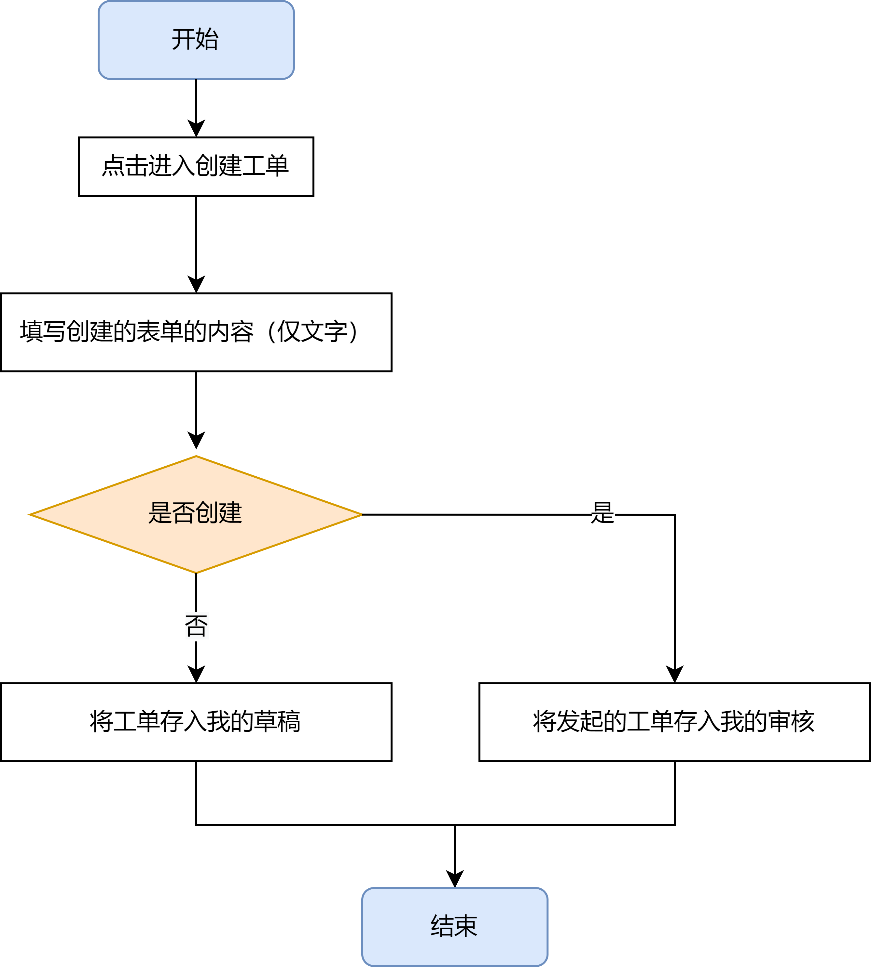 开始
点击进入创建工单
填写创建的表单的内容（仅文字）
是否创建
是
否
将工单存入我的草稿
将发起的工单存入我的审核
结束